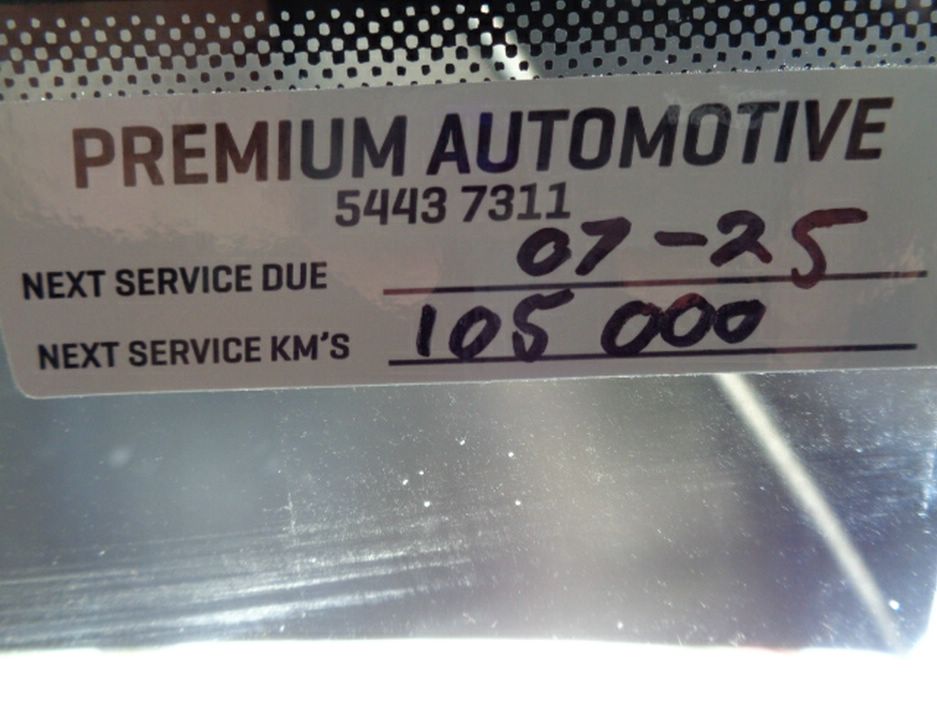 PREMIUM AUTOMOTIVE
5443 7311
NEXT SERVICE DUE 07-25
NEXT SERVICE KM'S 105 000